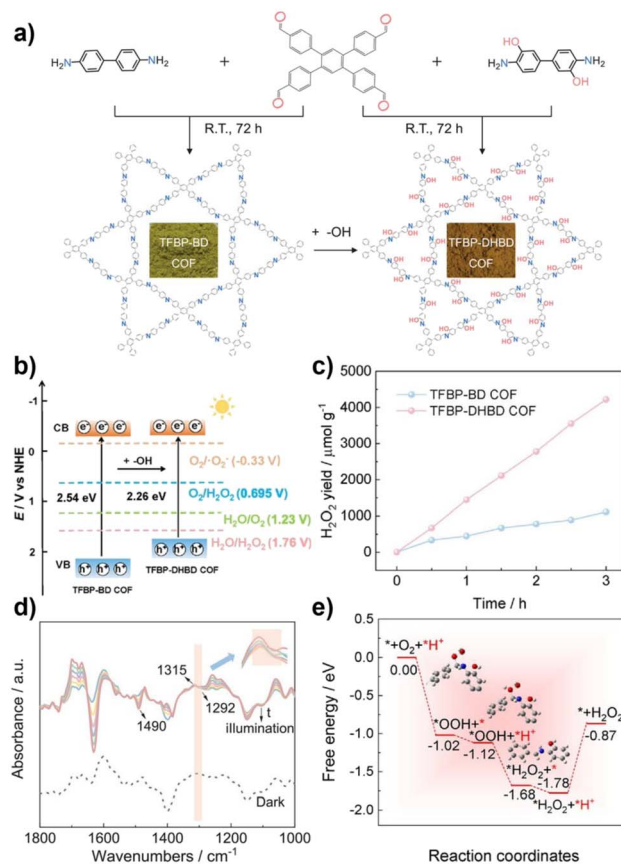 a)
H₂N
NH₂
+
+
HO
H₂N
NH₂
OH
R.T., 72 h
R.T., 72 h
TFBP-BD
COF
+ -OH
TFBP-DHBD
COF
b)
E / V vs NHE
-1
0
1
2
CB
VB
e⁻ e⁻ e⁻
e⁻ e⁻ e⁻
+ -OH
2.54 eV
2.26 eV
O₂/·O₂⁻ (-0.33 V)
O₂/H₂O₂ (0.695 V)
H₂O/O₂ (1.23 V)
H₂O/H₂O₂ (1.76 V)
h⁺ h⁺ h⁺
h⁺ h⁺ h⁺
TFBP-BD COF
TFBP-DHBD COF
c)
H₂O₂ yield / μmol g⁻¹
5000
4000
3000
2000
1000
0
TFBP-BD COF
TFBP-DHBD COF
0 1 2 3
Time / h
d)
Absorbance / a.u.
1315
1292
1490
t
illumination
Dark
1800 1600 1400 1200 1000
Wavenumbers / cm⁻¹
e)
Free energy / eV
0.5
0.0
-0.5
-1.0
-1.5
-2.0
*+O₂+*H⁺
0.00
*OOH+*
-1.02
*OOH+*H⁺
-1.12
*H₂O₂+*
-1.68
-1.78
*H₂O₂+*H⁺
*+H₂O₂
-0.87
Reaction coordinates